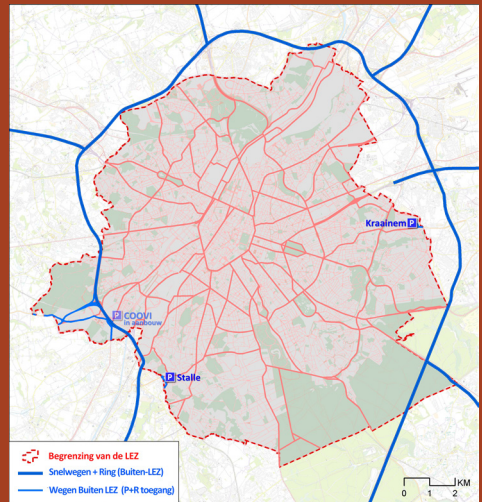 Kraainem P
P COOVI
in aanbouw
P Stalle
Begrenzing van de LEZ
Snelwegen + Ring (Buiten-LEZ)
Wegen Buiten LEZ (P+R toegang)
KM
0 1 2